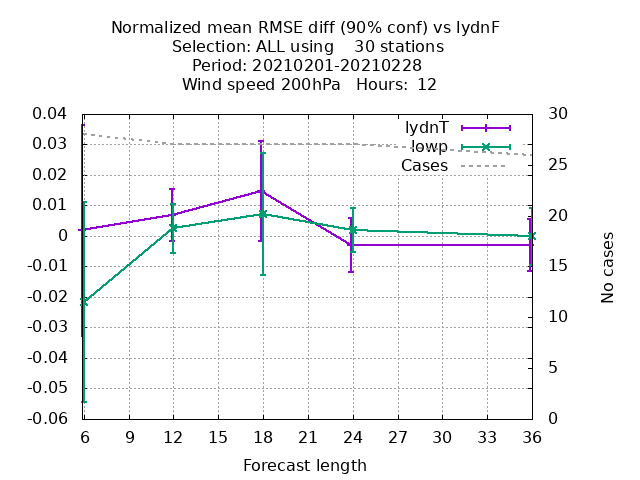 Normalized mean RMSE diff (90% conf) vs lydnF
Selection: ALL using    30 stations
Period: 20210201-20210228
Wind speed 200hPa   Hours:  12
0.04
0.03
0.02
0.01
0
-0.01
-0.02
-0.03
-0.04
-0.05
-0.06
lydnT
lowp
Cases
30
25
20
15
10
5
0
No cases
6 9 12 15 18 21 24 27 30 33 36
Forecast length